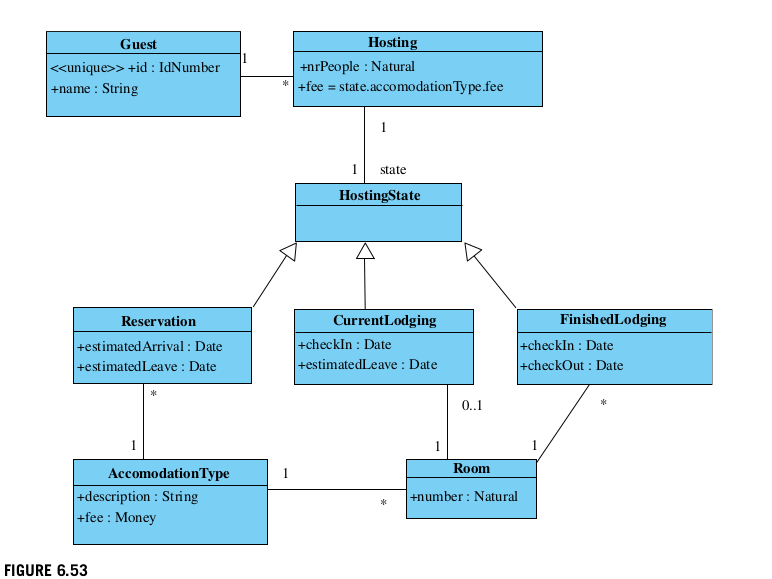 Guest
<<unique>> +id : IdNumber
+name : String
1
*
Hosting
+nrPeople : Natural
+fee = state.accomodationType.fee
1
1
state
HostingState
Reservation
+estimatedArrival : Date
+estimatedLeave : Date
CurrentLodging
+checkIn : Date
+estimatedLeave : Date
FinishedLodging
+checkIn : Date
+checkOut : Date
*
1
0..1
1
*
1
AccomodationType
+description : String
+fee : Money
1
*
Room
+number : Natural
FIGURE 6.53